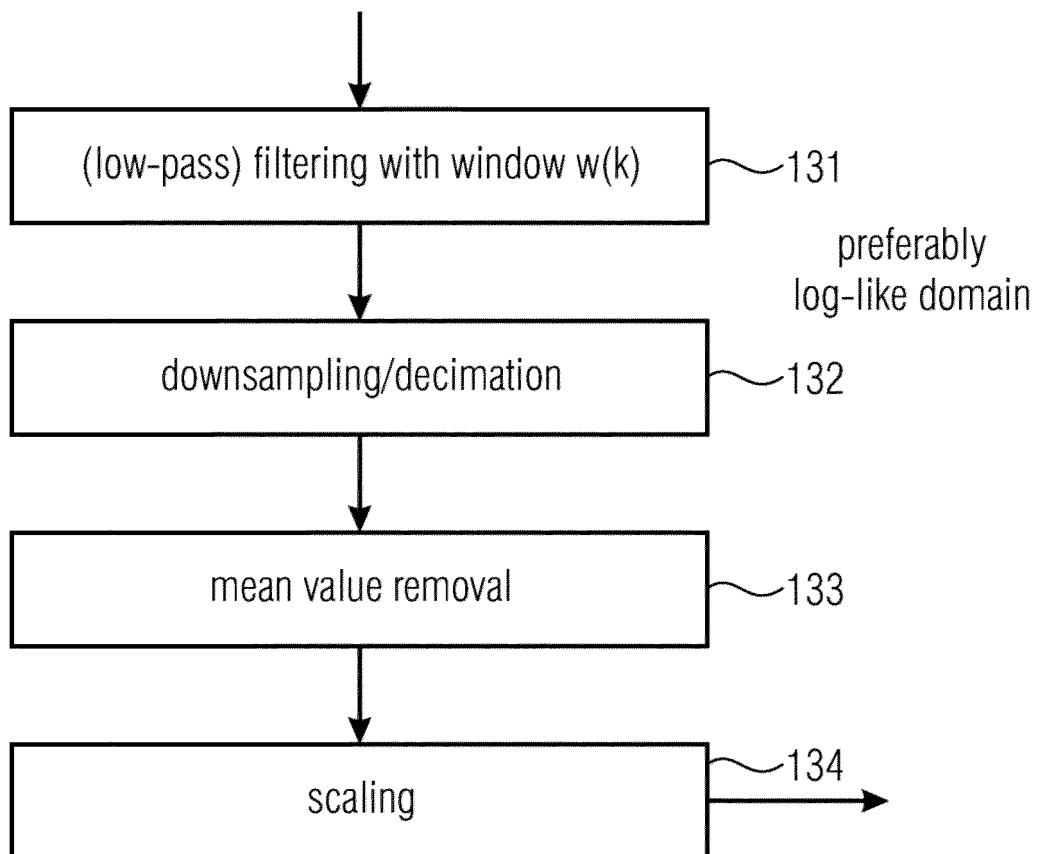 (low-pass) filtering with window w(k)
131
preferably
log-like domain
downsampling/decimation
132
mean value removal
133
scaling
134